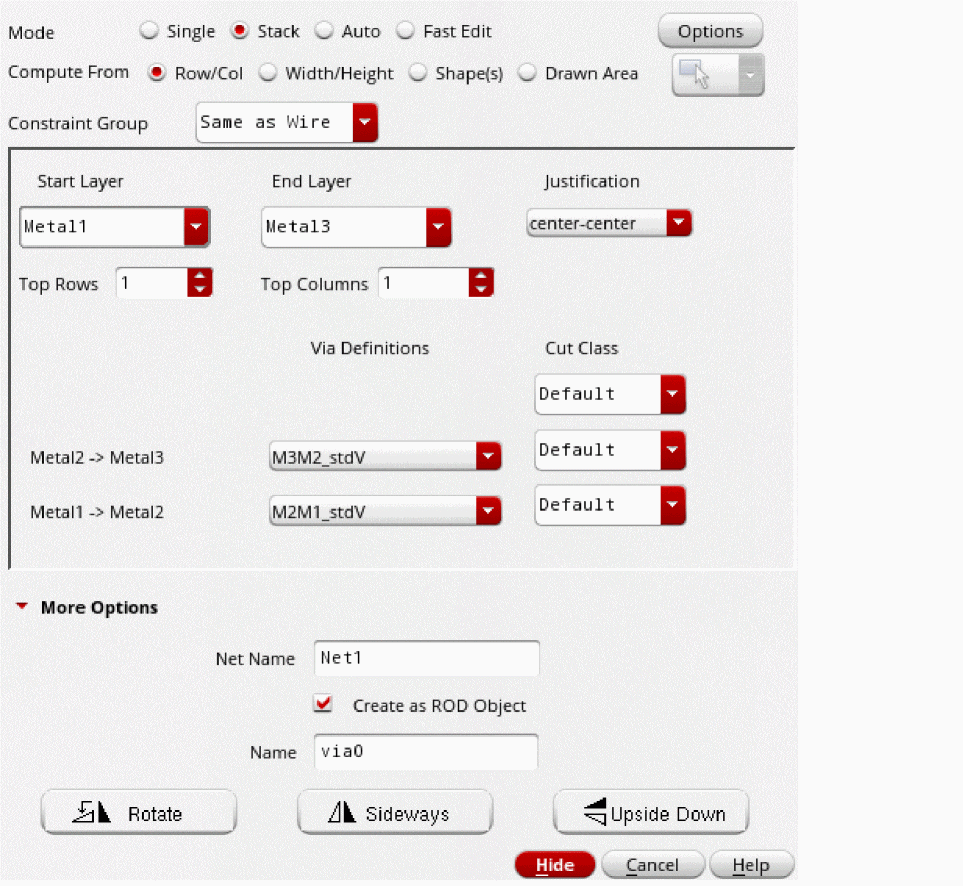 Mode Single Stack Auto Fast Edit Options
Compute From Row/Col Width/Height Shape(s) Drawn Area
Constraint Group Same as Wire
Start Layer End Layer Justification
Metal1 Metal3 center-center
Top Rows 1 Top Columns 1
Via Definitions Cut Class
Default
Metal2 -> Metal3 M3M2_stdV Default
Metal1 -> Metal2 M2M1_stdV Default
More Options
Net Name Net1
Create as ROD Object
Name via0
Rotate Sideways Upside Down
Hide Cancel Help